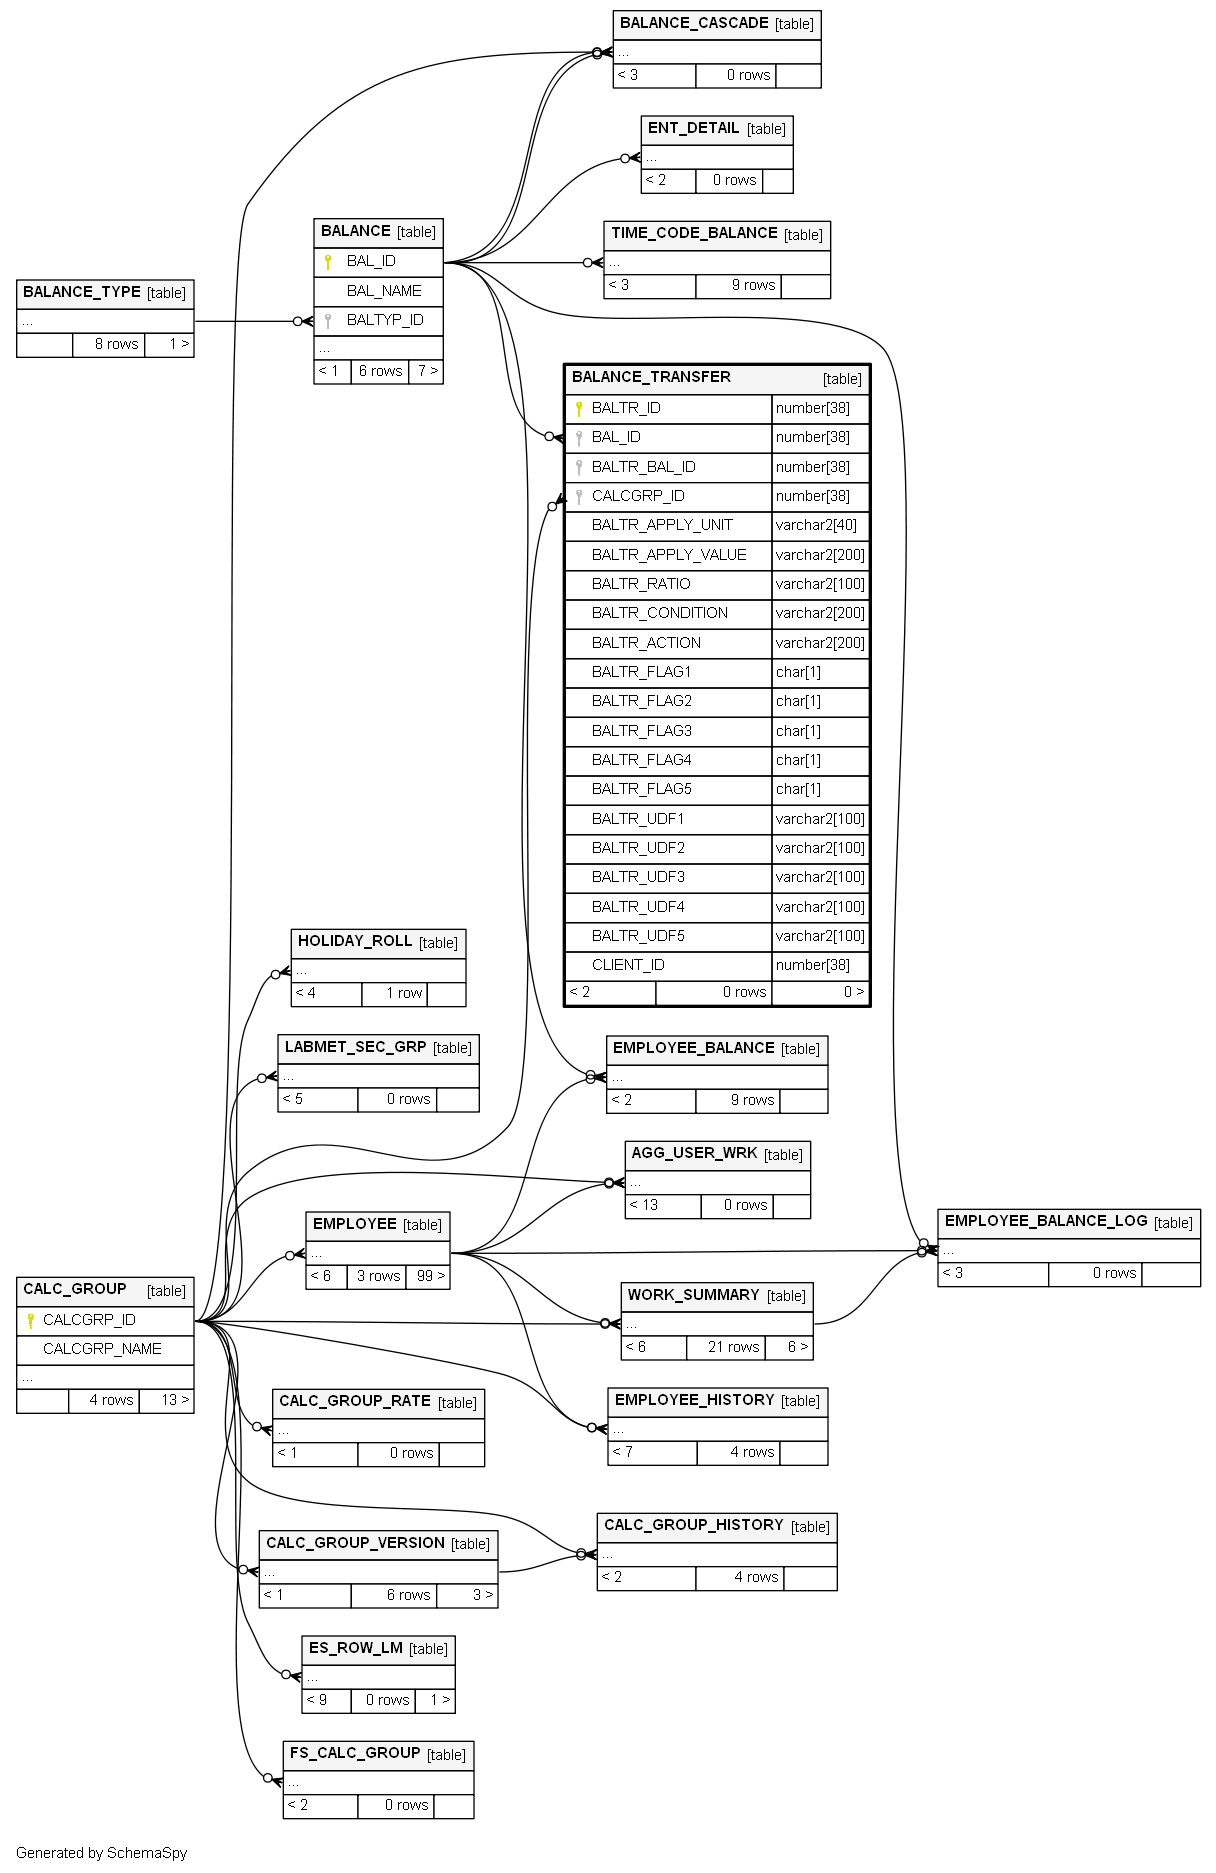 BALANCE_CASCADE [table]
...
< 3 0 rows
ENT_DETAIL [table]
...
< 2 0 rows
TIME_CODE_BALANCE [table]
...
< 3 9 rows
BALANCE [table]
BAL_ID
BAL_NAME
BALTYP_ID
...
< 1 6 rows 7 >
BALANCE_TYPE [table]
...
8 rows 1 >
BALANCE_TRANSFER [table]
BALTR_ID number[38]
BAL_ID number[38]
BALTR_BAL_ID number[38]
CALCGRP_ID number[38]
BALTR_APPLY_UNIT varchar2[40]
BALTR_APPLY_VALUE varchar2[200]
BALTR_RATIO varchar2[100]
BALTR_CONDITION varchar2[200]
BALTR_ACTION varchar2[200]
BALTR_FLAG1 char[1]
BALTR_FLAG2 char[1]
BALTR_FLAG3 char[1]
BALTR_FLAG4 char[1]
BALTR_FLAG5 char[1]
BALTR_UDF1 varchar2[100]
BALTR_UDF2 varchar2[100]
BALTR_UDF3 varchar2[100]
BALTR_UDF4 varchar2[100]
BALTR_UDF5 varchar2[100]
CLIENT_ID number[38]
< 2 0 rows 0 >
HOLIDAY_ROLL [table]
...
< 4 1 row
LABMET_SEC_GRP [table]
...
< 5 0 rows
EMPLOYEE_BALANCE [table]
...
< 2 9 rows
AGG_USER_WRK [table]
...
< 13 0 rows
EMPLOYEE [table]
...
< 6 3 rows 99 >
EMPLOYEE_BALANCE_LOG [table]
...
< 3 0 rows
CALC_GROUP [table]
CALCGRP_ID
CALCGRP_NAME
...
4 rows 13 >
WORK_SUMMARY [table]
...
< 6 21 rows 6 >
CALC_GROUP_RATE [table]
...
< 1 0 rows
EMPLOYEE_HISTORY [table]
...
< 7 4 rows
CALC_GROUP_VERSION [table]
...
< 1 6 rows 3 >
CALC_GROUP_HISTORY [table]
...
< 2 4 rows
ES_ROW_LM [table]
...
< 9 0 rows 1 >
FS_CALC_GROUP [table]
...
< 2 0 rows
Generated by SchemaSpy